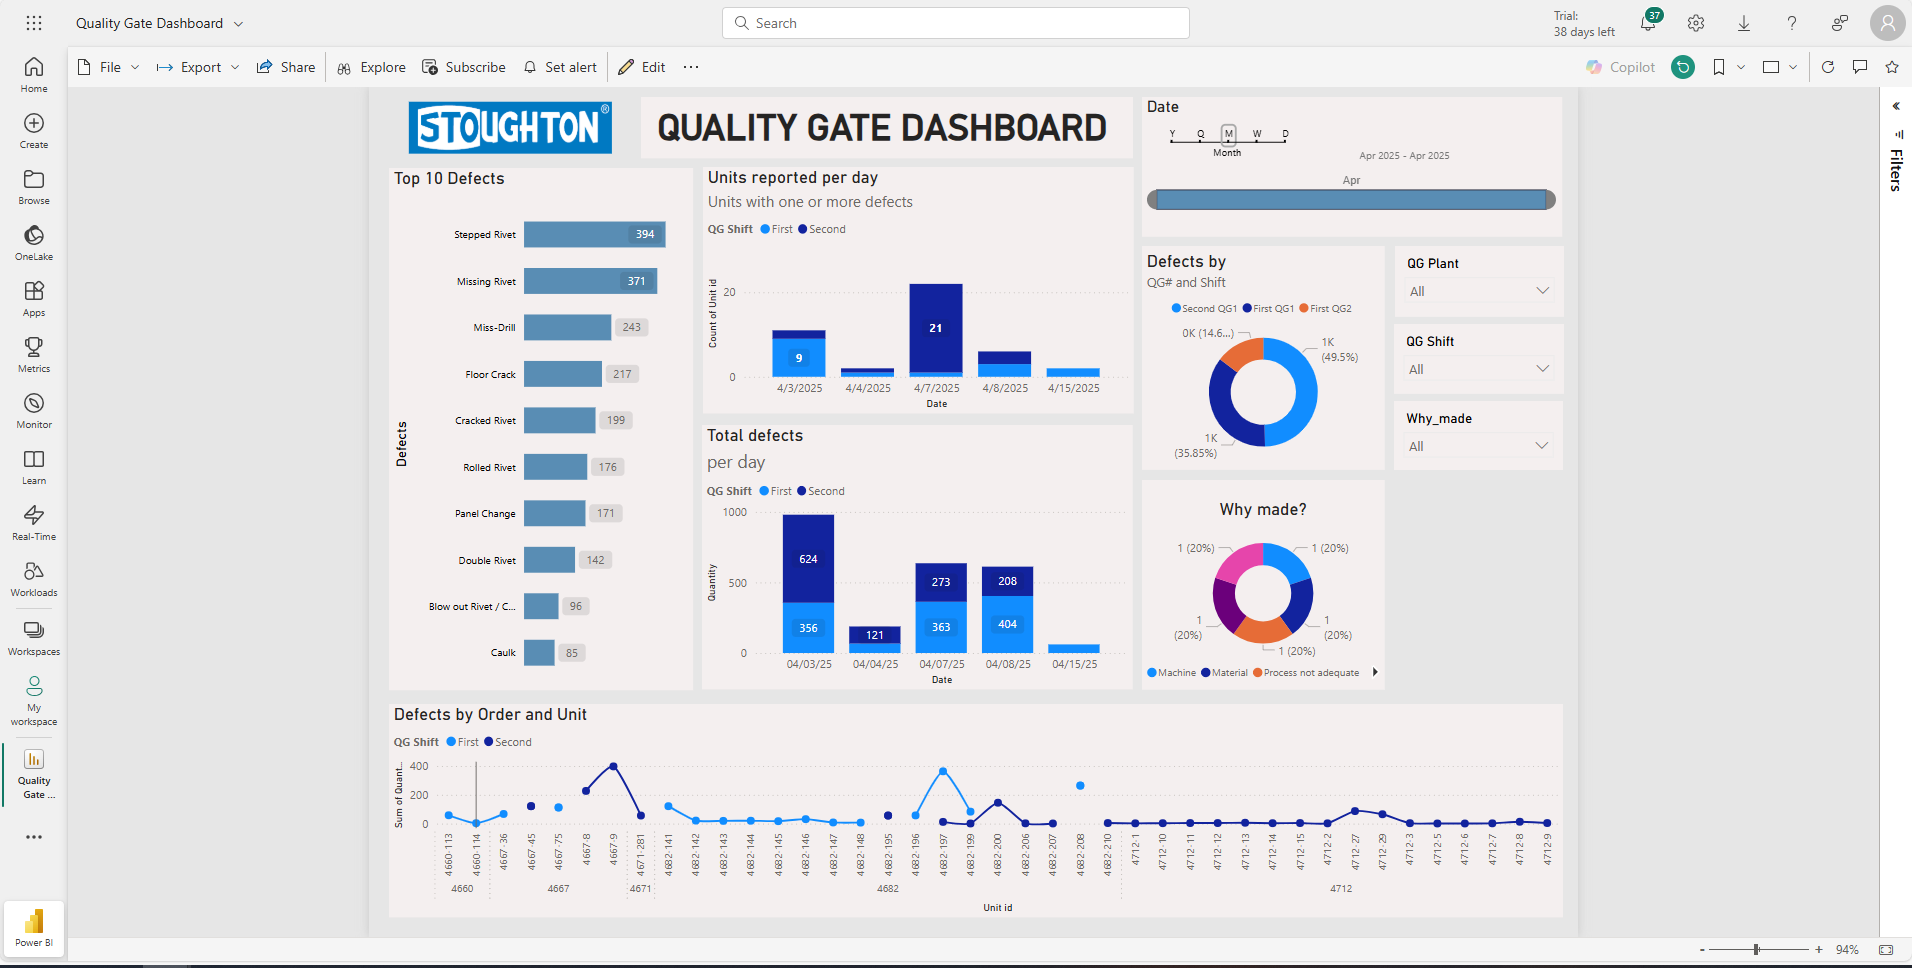 Quality Gate Dashboard
Search
Trial:
38 days left
37
File
Export
Share
Explore
Subscribe
Set alert
Edit
Copilot
Home
Create
Browse
OneLake
Apps
Metrics
Monitor
Learn
Real-Time
Workloads
Workspaces
My
workspace
Quality
Gate ...
Power BI
STOUGHTON®
QUALITY GATE DASHBOARD
Date
Y Q M W D
Month
Apr 2025 - Apr 2025
Apr
Filters
Top 10 Defects
Defects
Stepped Rivet 394
Missing Rivet 371
Miss-Drill 243
Floor Crack 217
Cracked Rivet 199
Rolled Rivet 176
Panel Change 171
Double Rivet 142
Blow out Rivet / C... 96
Caulk 85
Units reported per day
Units with one or more defects
QG Shift First Second
Count of Unit id
20
0
9
21
4/3/2025 4/4/2025 4/7/2025 4/8/2025 4/15/2025
Date
Total defects
per day
QG Shift First Second
Quantity
1000
500
0
624
356
121
273
363
208
404
04/03/25 04/04/25 04/07/25 04/08/25 04/15/25
Date
Defects by
QG# and Shift
Second QG1 First QG1 First QG2
0K (14.6...)
1K
(49.5%)
1K
(35.85%)
QG Plant
All
QG Shift
All
Why_made
All
Why made?
1 (20%)
1 (20%)
1
(20%)
1
(20%)
1 (20%)
Machine Material Process not adequate
Defects by Order and Unit
QG Shift First Second
Sum of Quant...
400
200
0
4660-113 4660-114 4667-36 4667-45 4667-75 4667-8 4667-9 4671-281 4682-141 4682-142 4682-143 4682-144 4682-145 4682-146 4682-147 4682-148 4682-195 4682-196 4682-197 4682-199 4682-200 4682-206 4682-207 4682-208 4682-210 4712-1 4712-10 4712-11 4712-12 4712-13 4712-14 4712-15 4712-2 4712-27 4712-29 4712-3 4712-5 4712-6 4712-7 4712-8 4712-9
4660 4667 4671 4682 4712
Unit id
- + 94%